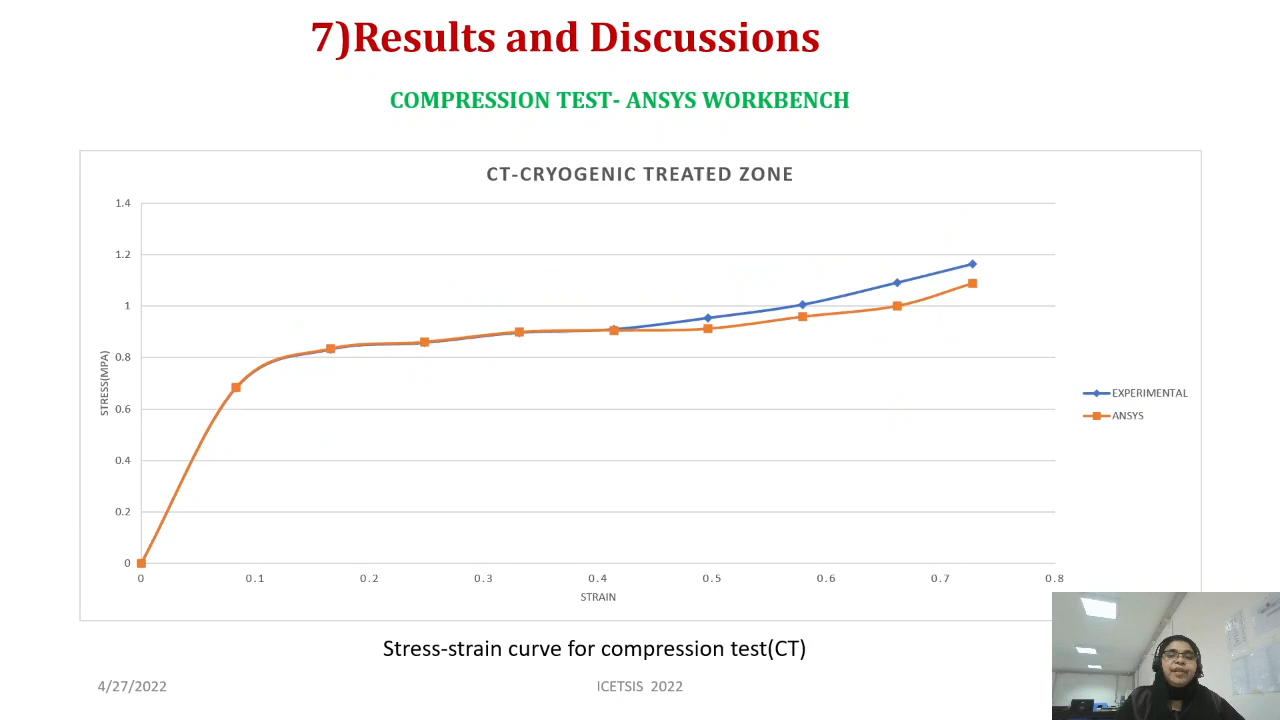 7)Results and Discussions
COMPRESSION TEST- ANSYS WORKBENCH
CT-CRYOGENIC TREATED ZONE
1.4
1.2
1
0.8
0.6
0.4
0.2
0
STRESS(MPA)
0 0.1 0.2 0.3 0.4 0.5 0.6 0.7 0.8
STRAIN
EXPERIMENTAL
ANSYS
Stress-strain curve for compression test(CT)
4/27/2022 ICETSIS 2022